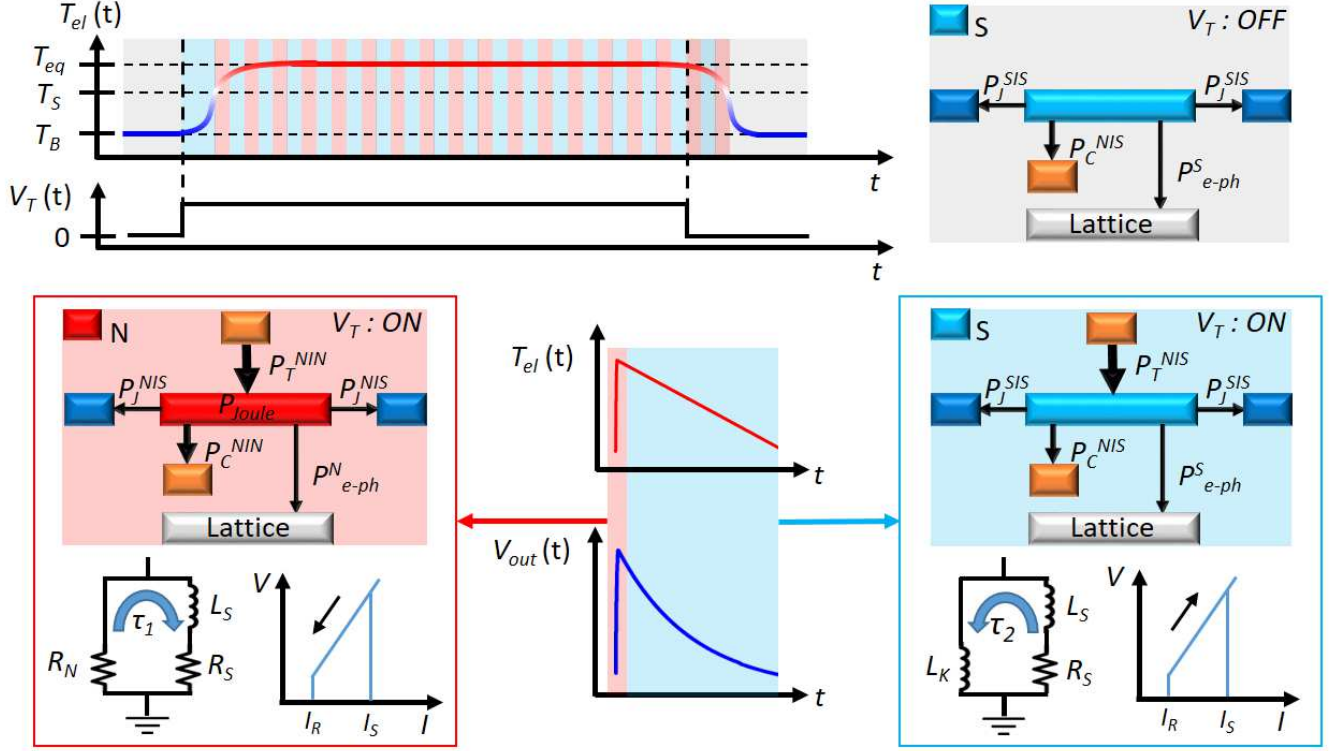 T_el (t)
T_eq
T_S
T_B
t
V_T (t)
0
t
S
V_T : OFF
P_J^SIS
P_J^SIS
P_C^NIS
P^S_e-ph
Lattice
N
V_T : ON
P_T^NIN
P_J^NIS
P_J^NIS
P_Joule
P_C^NIN
P^N_e-ph
Lattice
τ_1
L_S
R_N
R_S
V
I_R
I_S
I
T_el (t)
t
V_out (t)
t
S
V_T : ON
P_T^NIS
P_J^SIS
P_J^SIS
P_C^NIS
P^S_e-ph
Lattice
τ_2
L_S
L_K
R_S
V
I_R
I_S
I